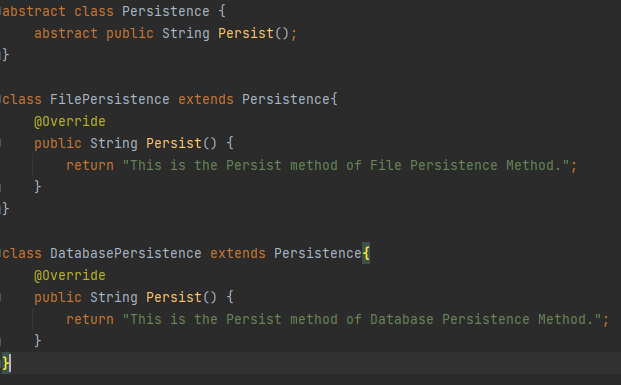 abstract class Persistence {
    abstract public String Persist();
}
class FilePersistence extends Persistence{
    @Override
    public String Persist() {
        return "This is the Persist method of File Persistence Method.";
    }
}
class DatabasePersistence extends Persistence{
    @Override
    public String Persist() {
        return "This is the Persist method of Database Persistence Method.";
    }
}